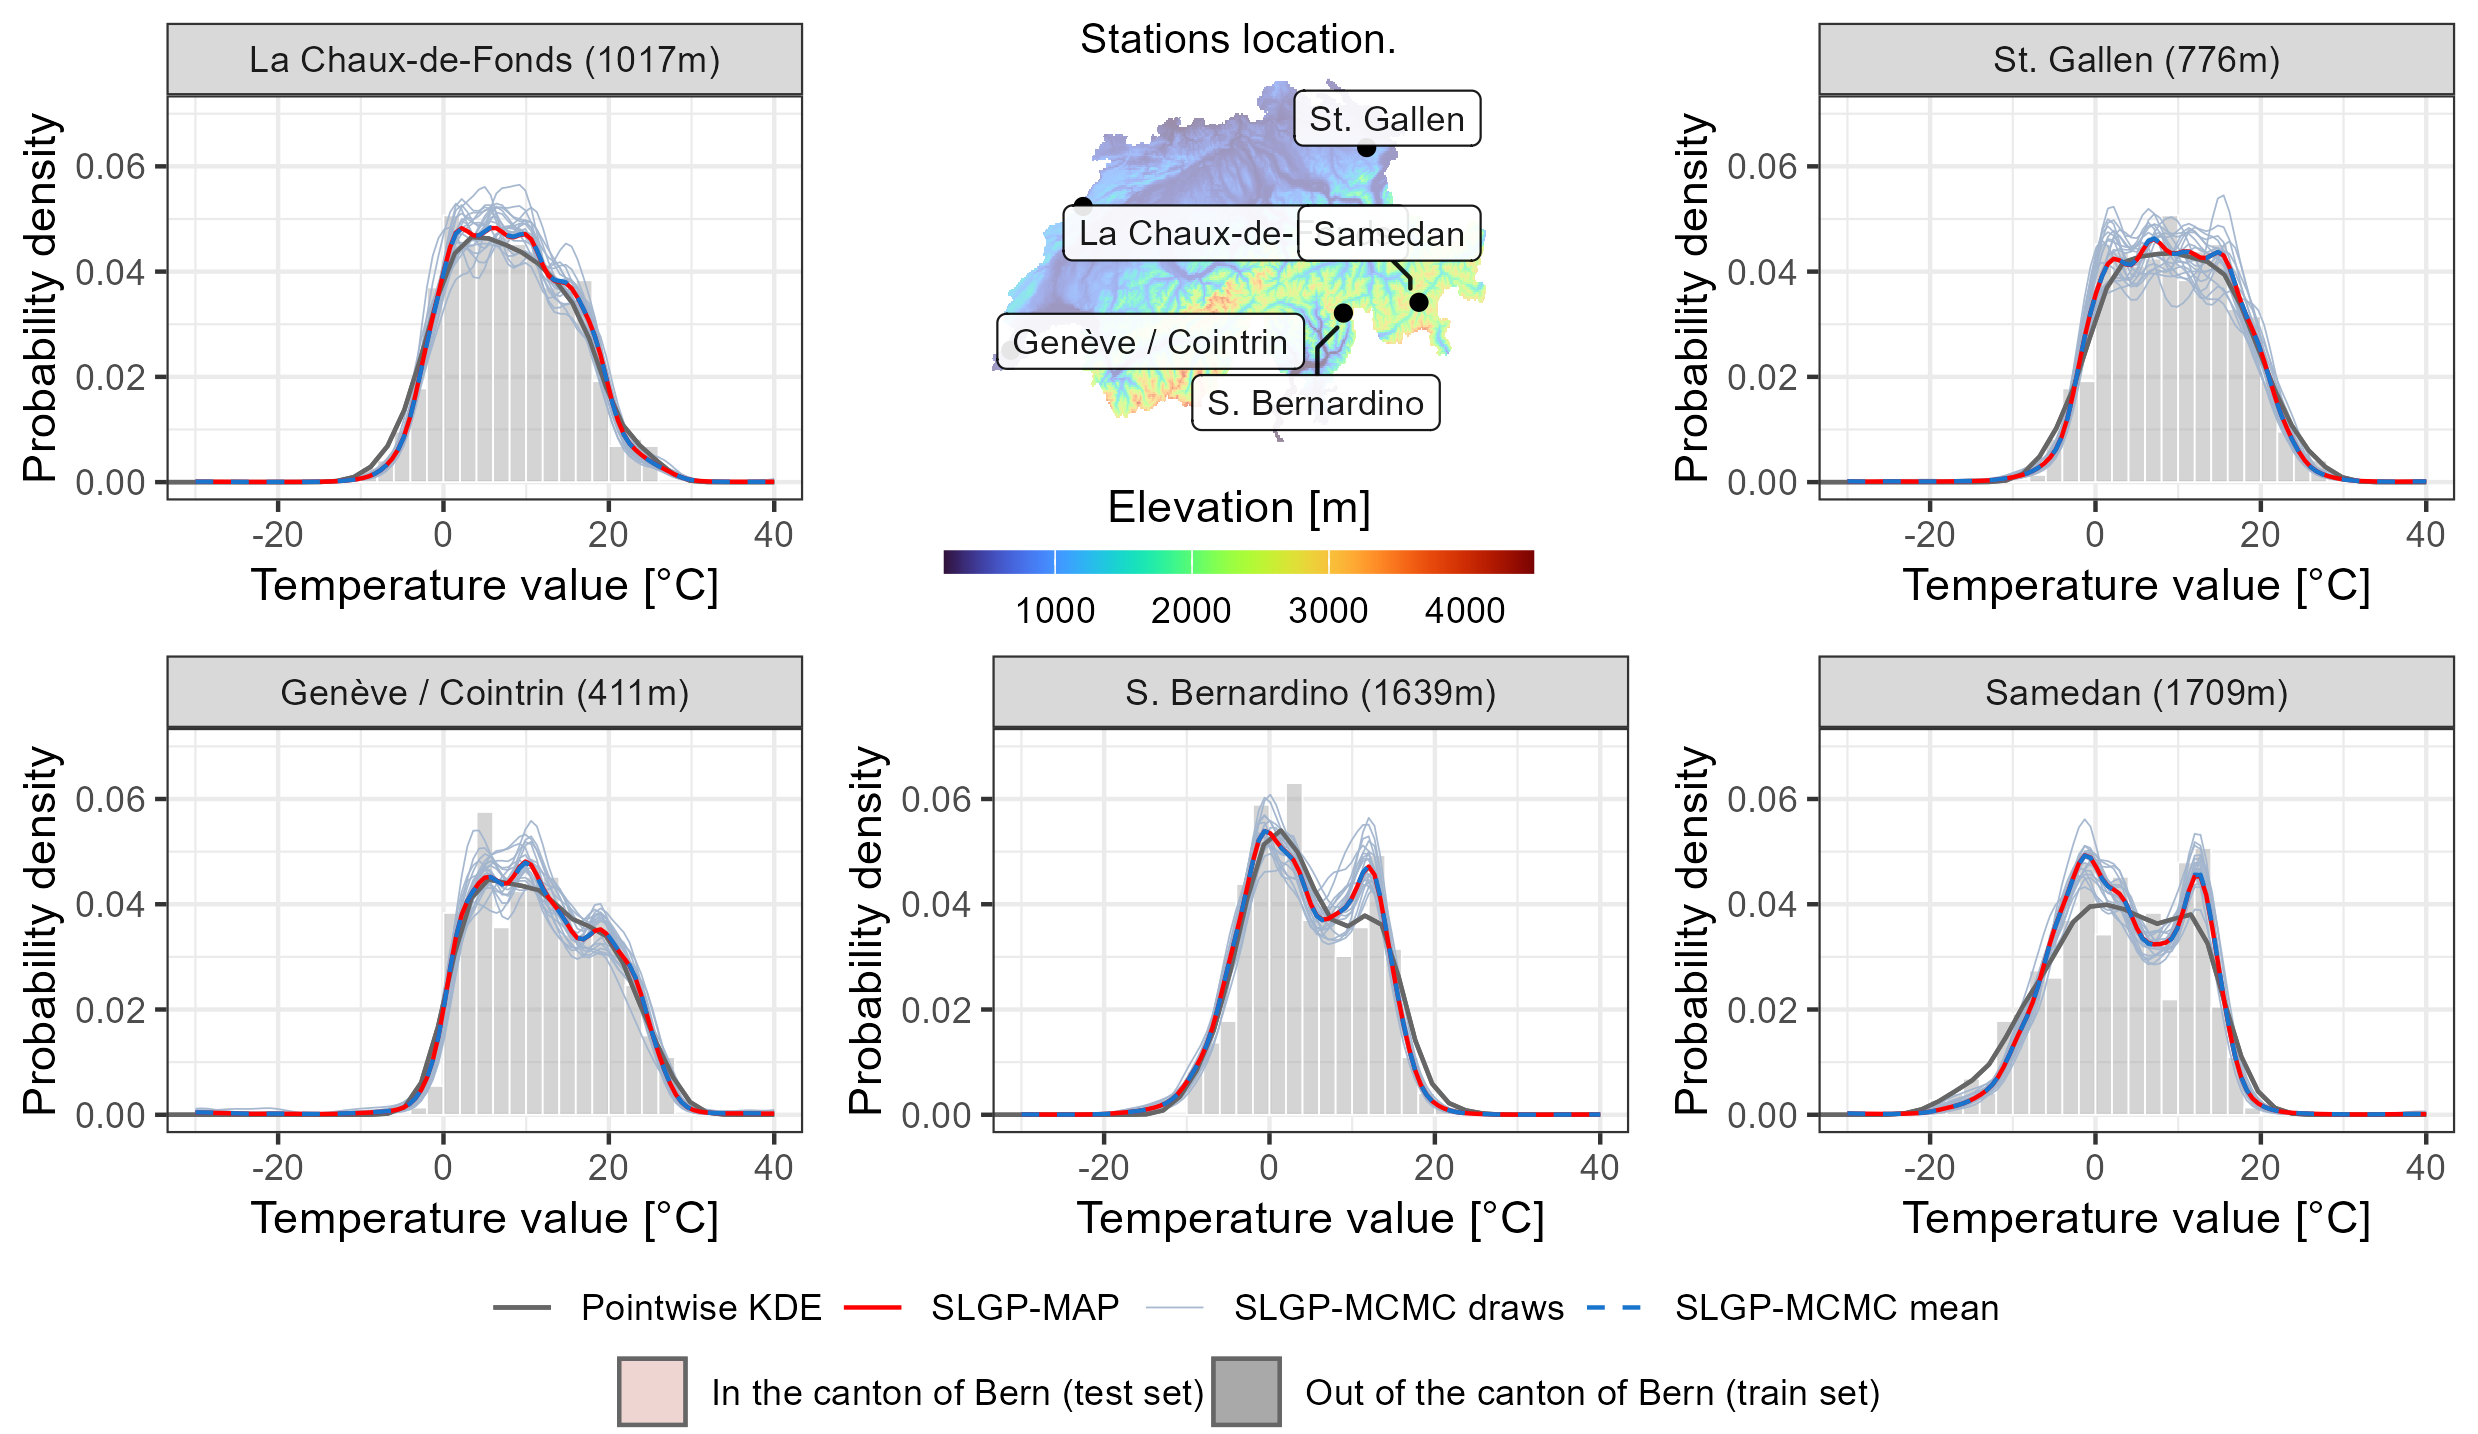 La Chaux-de-Fonds (1017m)
Probability density
0.06
0.04
0.02
0.00
-20 0 20 40
Temperature value [°C]
Stations location.
St. Gallen
La Chaux-de-
Samedan
Genève / Cointrin
S. Bernardino
Elevation [m]
1000 2000 3000 4000
St. Gallen (776m)
Probability density
0.06
0.04
0.02
0.00
-20 0 20 40
Temperature value [°C]
Genève / Cointrin (411m)
Probability density
0.06
0.04
0.02
0.00
-20 0 20 40
Temperature value [°C]
S. Bernardino (1639m)
Probability density
0.06
0.04
0.02
0.00
-20 0 20 40
Temperature value [°C]
Samedan (1709m)
Probability density
0.06
0.04
0.02
0.00
-20 0 20 40
Temperature value [°C]
Pointwise KDE SLGP-MAP SLGP-MCMC draws SLGP-MCMC mean
In the canton of Bern (test set) Out of the canton of Bern (train set)